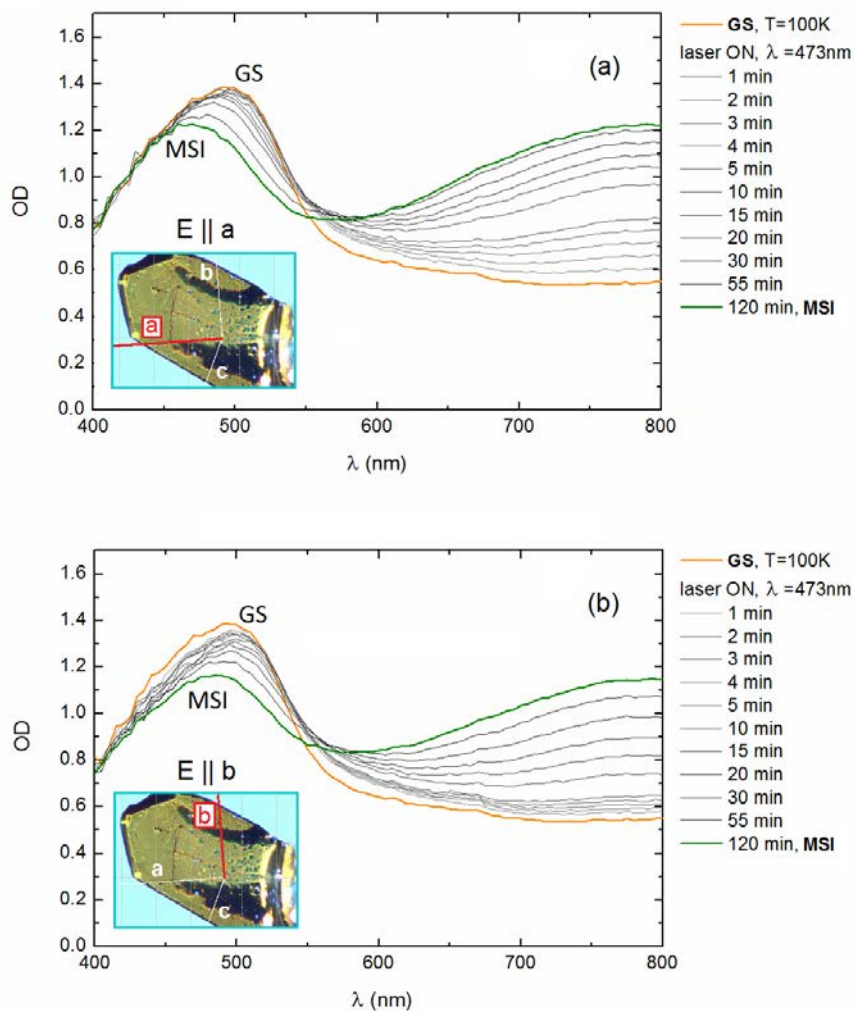 1.6
1.4
1.2
1.0
0.8
0.6
0.4
0.2
0.0
OD
400
500
600
700
800
λ (nm)
(a)
GS
MSI
E || a
b
a
c
GS, T=100K
laser ON, λ =473nm
1 min
2 min
3 min
4 min
5 min
10 min
15 min
20 min
30 min
55 min
120 min, MSI
1.6
1.4
1.2
1.0
0.8
0.6
0.4
0.2
0.0
OD
400
500
600
700
800
λ (nm)
(b)
GS
MSI
E || b
b
a
c
GS, T=100K
laser ON, λ =473nm
1 min
2 min
3 min
4 min
5 min
10 min
15 min
20 min
30 min
55 min
120 min, MSI